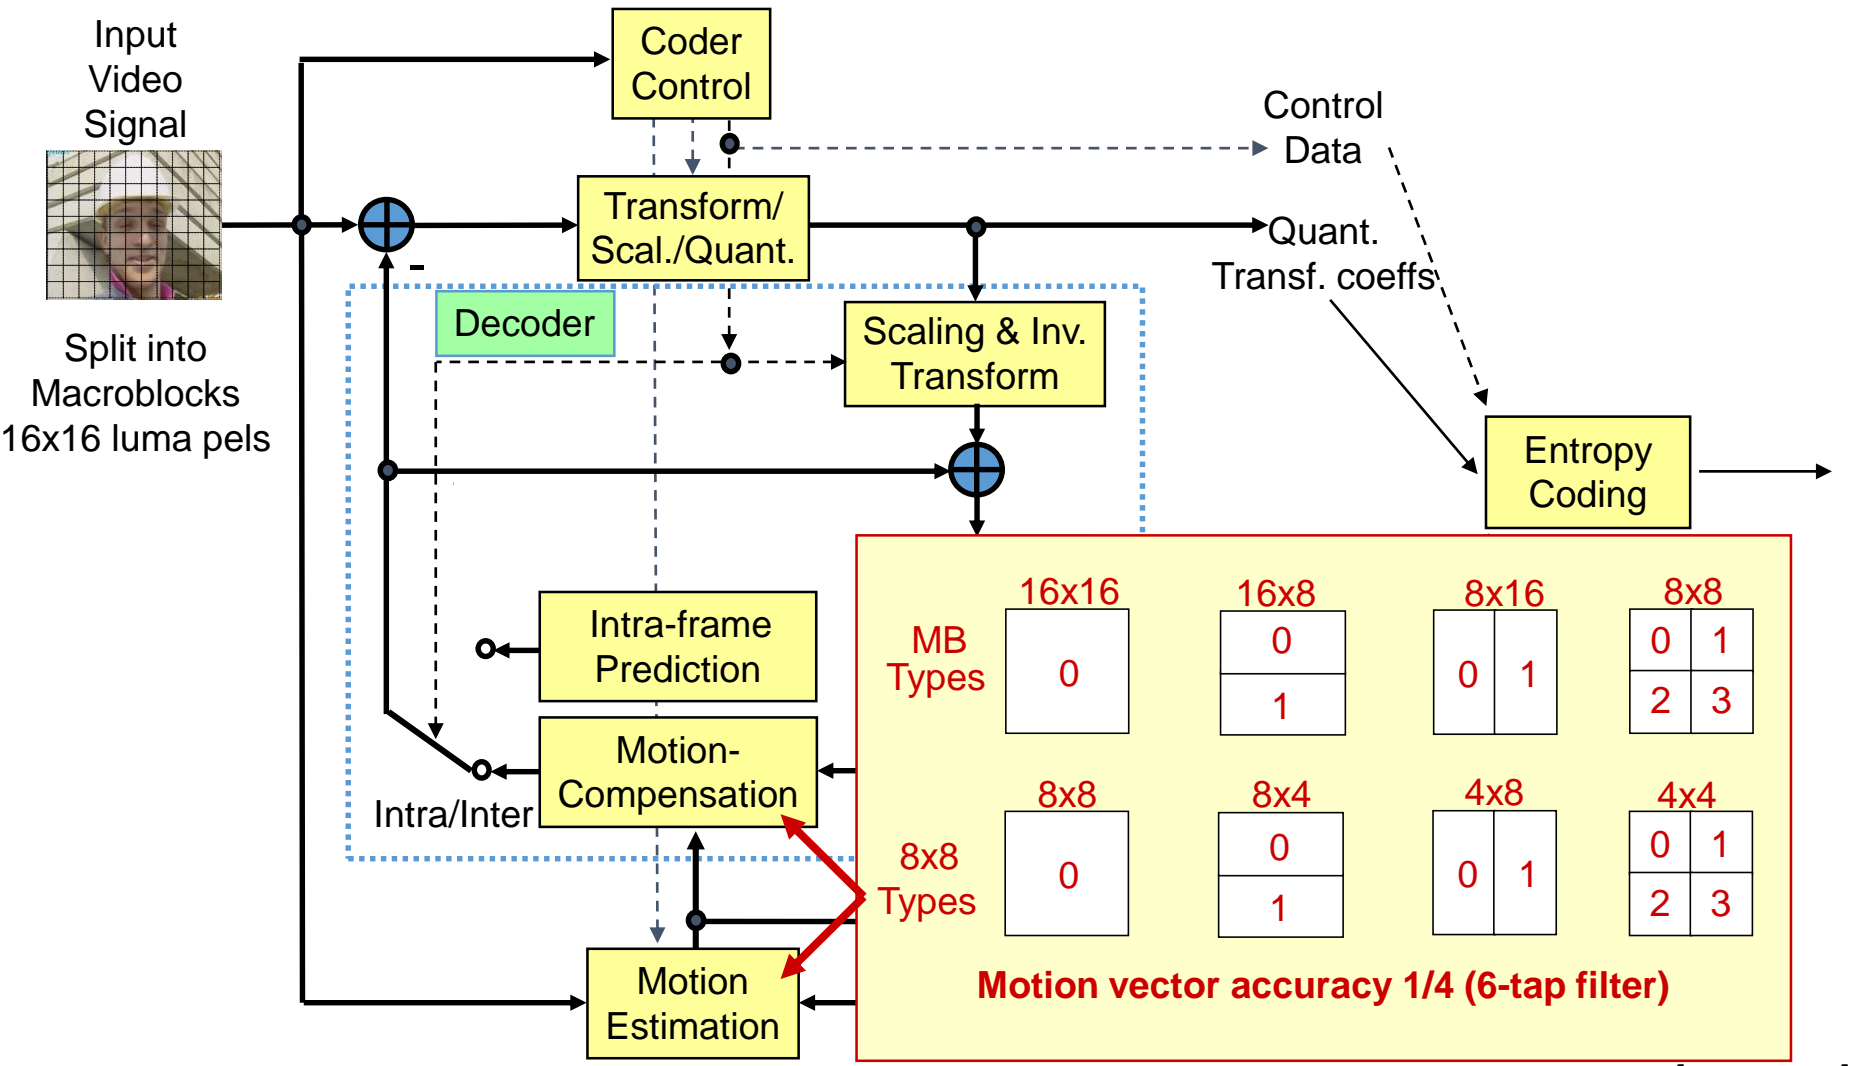 Input
Video
Signal
Split into
Macroblocks
16x16 luma pels
Coder
Control
Control
Data
Transform/
Scal./Quant.
-
Quant.
Transf. coeffs
Decoder
Scaling & Inv.
Transform
Entropy
Coding
Intra-frame
Prediction
Motion-
Compensation
Intra/Inter
Motion
Estimation
MB
Types
16x16
0
16x8
0
1
8x16
0 1
8x8
0 1
2 3
8x8
Types
8x8
0
8x4
0
1
4x8
0 1
4x4
0 1
2 3
Motion vector accuracy 1/4 (6-tap filter)